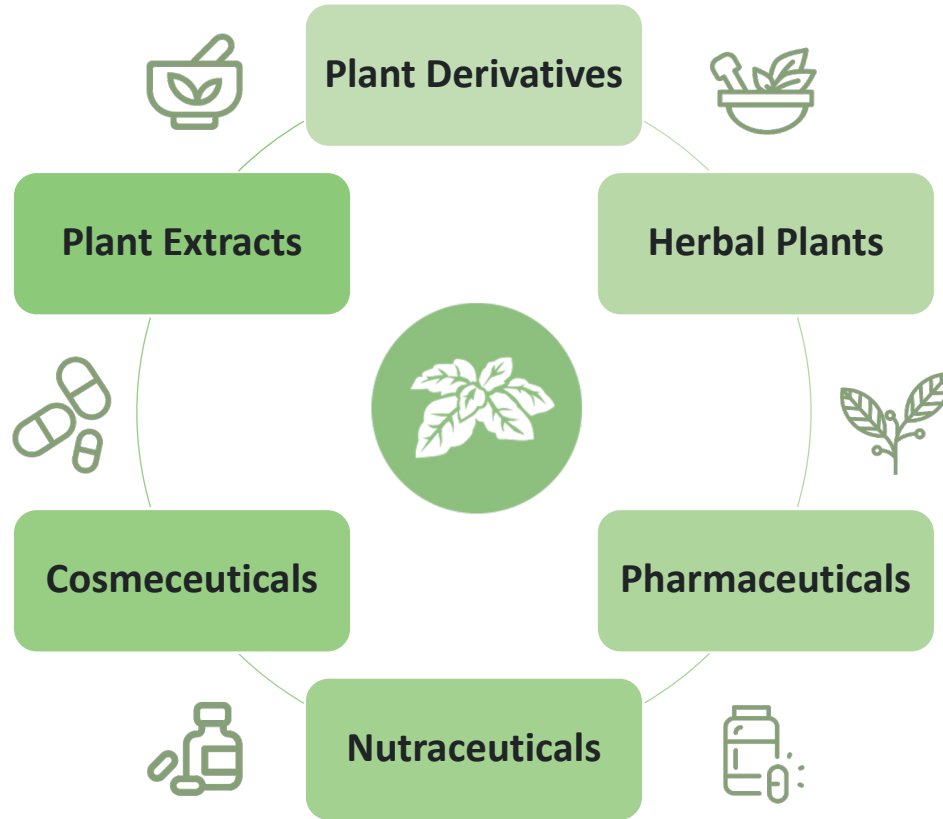 Plant Derivatives
Plant Extracts
Herbal Plants
Cosmeceuticals
Pharmaceuticals
Nutraceuticals